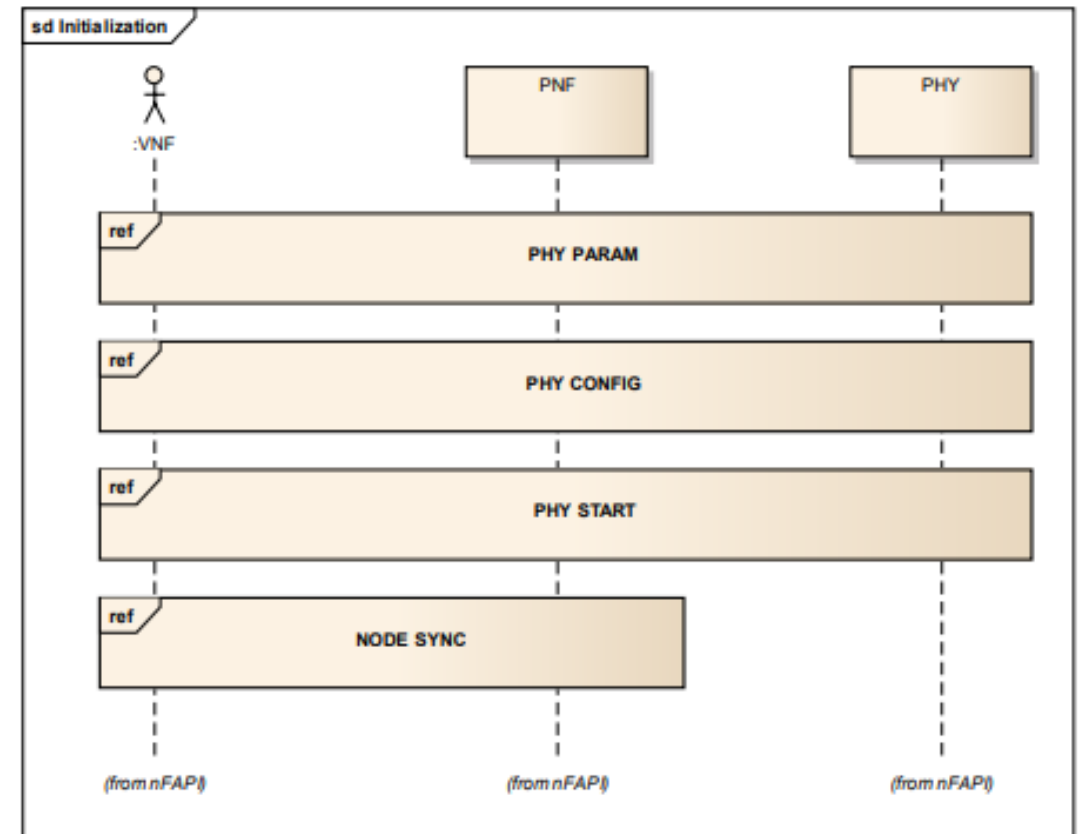 sd Initialization
:VNF
PNF
PHY
ref
PHY PARAM
ref
PHY CONFIG
ref
PHY START
ref
NODE SYNC
(from nFAPI)
(from nFAPI)
(from nFAPI)